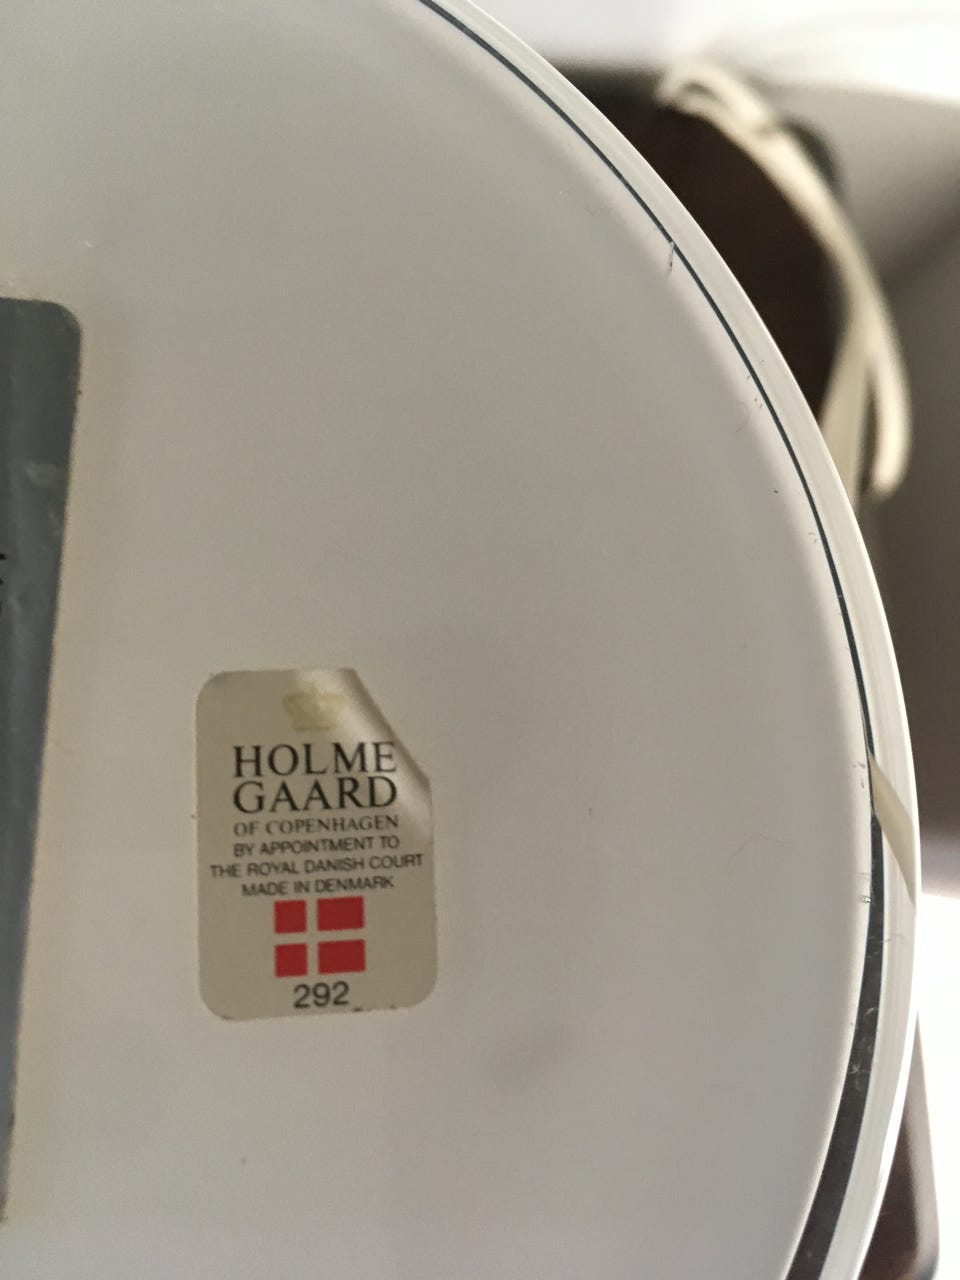 HOLME
GAARD
OF COPENHAGEN
BY APPOINTMENT TO
THE ROYAL DANISH COURT
MADE IN DENMARK
292